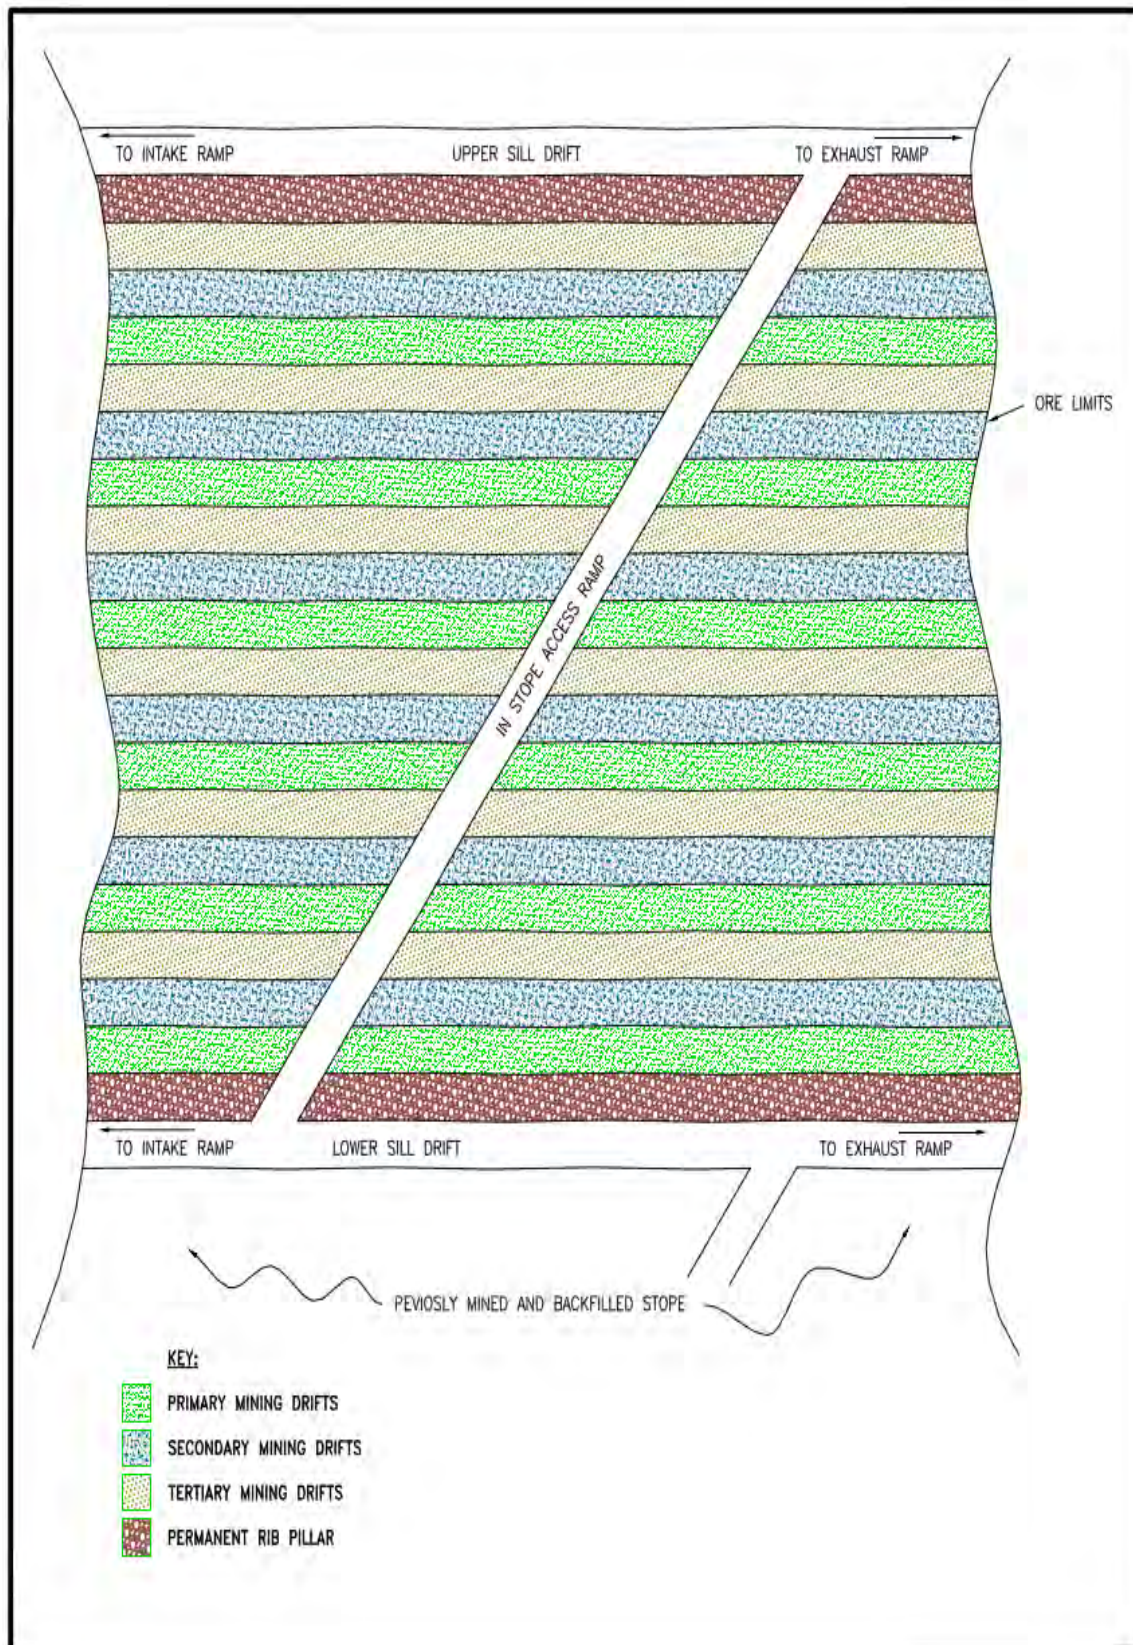 TO INTAKE RAMP
UPPER SILL DRIFT
TO EXHAUST RAMP
ORE LIMITS
IN STOPE ACCESS RAMP
TO INTAKE RAMP
LOWER SILL DRIFT
TO EXHAUST RAMP
PEVIOSLY MINED AND BACKFILLED STOPE
KEY:
PRIMARY MINING DRIFTS
SECONDARY MINING DRIFTS
TERTIARY MINING DRIFTS
PERMANENT RIB PILLAR